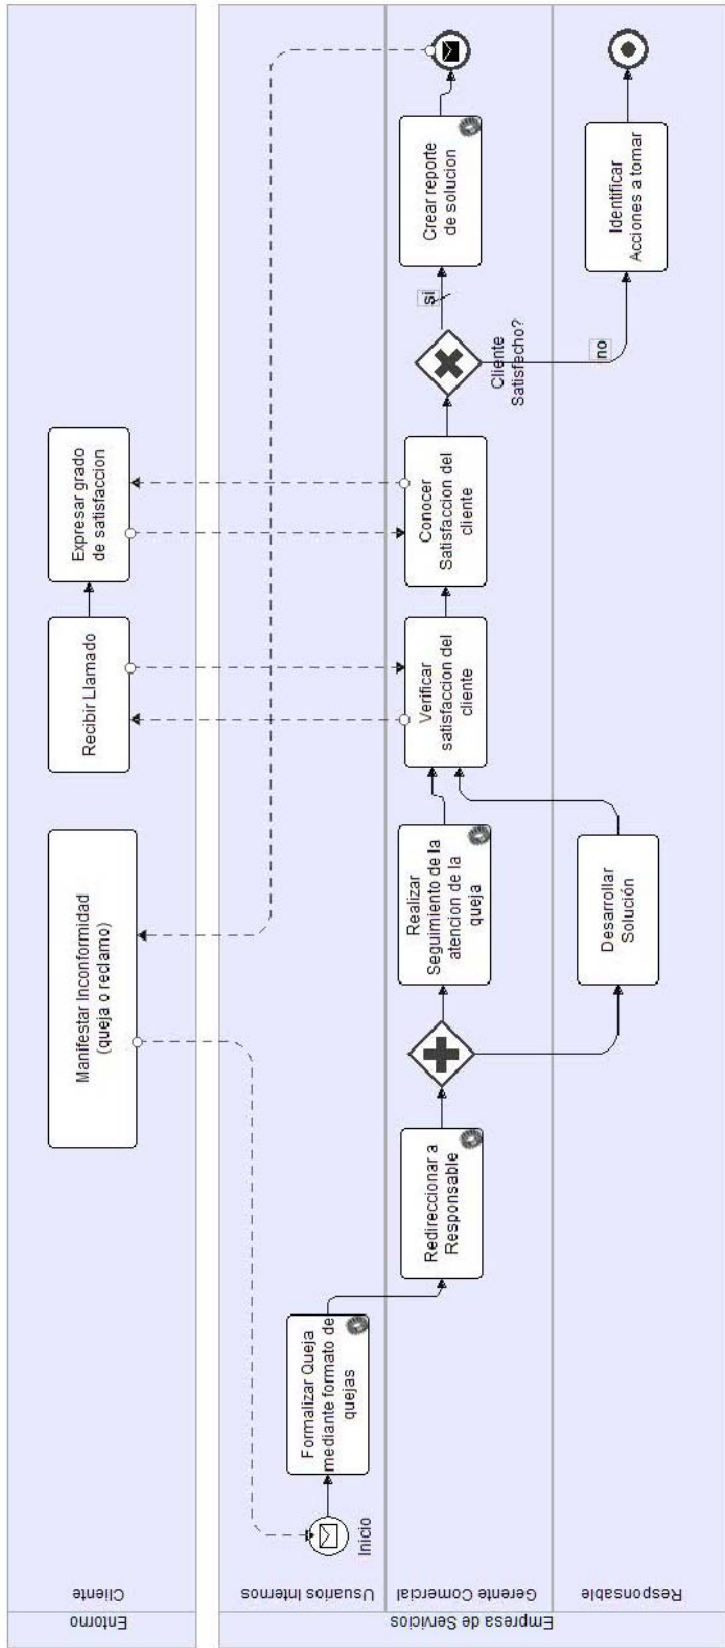 Entorno
Cliente
Manifestar Inconformidad
(queja o reclamo)
Recibir Llamado
Expresar grado
de satisfaccion
Empresa de Servicios
Usuarios Internos
Inicio
Formalizar Queja
mediante formato de
quejas
Gerente Comercial
Redireccionar a
Responsable
Realizar
Seguimiento de la
atencion de la
queja
Verificar
satisfaccion del
cliente
Conocer
Satisfaccion del
cliente
Cliente
Satisfecho?
si
no
Crear reporte
de solucion
Responsable
Desarrollar
Solución
Identificar
Acciones a tomar